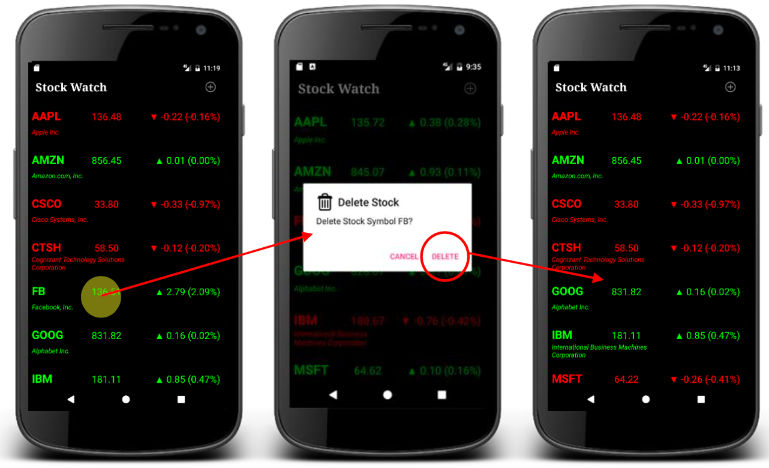 11:19
Stock Watch
AAPL 136.48 ▼ -0.22 (-0.16%)
Apple Inc.
AMZN 856.45 ▲ 0.01 (0.00%)
Amazon.com, Inc.
CSCO 33.80 ▼ -0.33 (-0.97%)
Cisco Systems, Inc.
CTSH 58.50 ▼ -0.12 (-0.20%)
Cognizant Technology Solutions
Corporation
FB ▲ 2.79 (2.09%)
Facebook, Inc.
GOOG 831.82 ▲ 0.16 (0.02%)
Alphabet Inc.
IBM 181.11 ▲ 0.85 (0.47%)
9:35
Stock Watch
AAPL 135.72 ▲ 0.38 (0.28%)
Apple Inc.
AMZN 845.07 ▲ 0.93 (0.11%)
Delete Stock
Delete Stock Symbol FB?
CANCEL DELETE
GOOG
Alphabet Inc.
IBM ▼ -0.76 (-0.42%)
International Business
Machines Corporation
MSFT 64.62 ▲ 0.10 (0.16%)
11:13
Stock Watch
AAPL 136.48 ▼ -0.22 (-0.16%)
Apple Inc.
AMZN 856.45 ▲ 0.01 (0.00%)
Amazon.com, Inc.
CSCO 33.80 ▼ -0.33 (-0.97%)
Cisco Systems, Inc.
CTSH 58.50 ▼ -0.12 (-0.20%)
Cognizant Technology Solutions
Corporation
GOOG 831.82 ▲ 0.16 (0.02%)
Alphabet Inc.
IBM 181.11 ▲ 0.85 (0.47%)
International Business Machines
Corporation
MSFT 64.22 ▼ -0.26 (-0.41%)